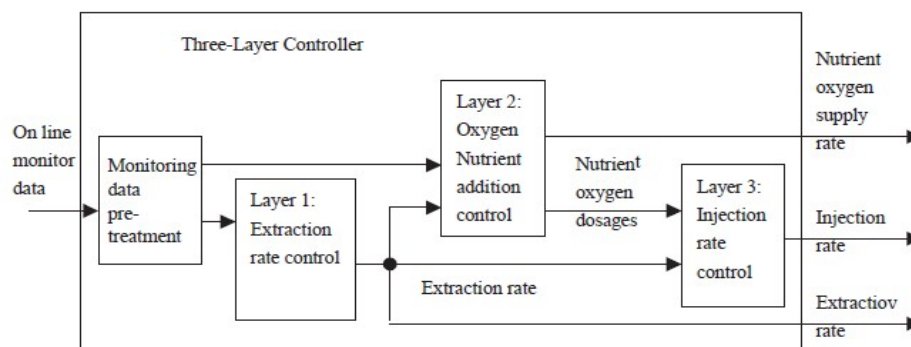 Three-Layer Controller
On line
monitor
data
Monitoring
data
pre-
treatment
Layer 1:
Extraction
rate control
Layer 2:
Oxygen
Nutrient
addition
control
Nutrient
oxygen
dosages
Extraction rate
Layer 3:
Injection
rate
control
Nutrient
oxygen
supply
rate
Injection
rate
Extractiov
rate